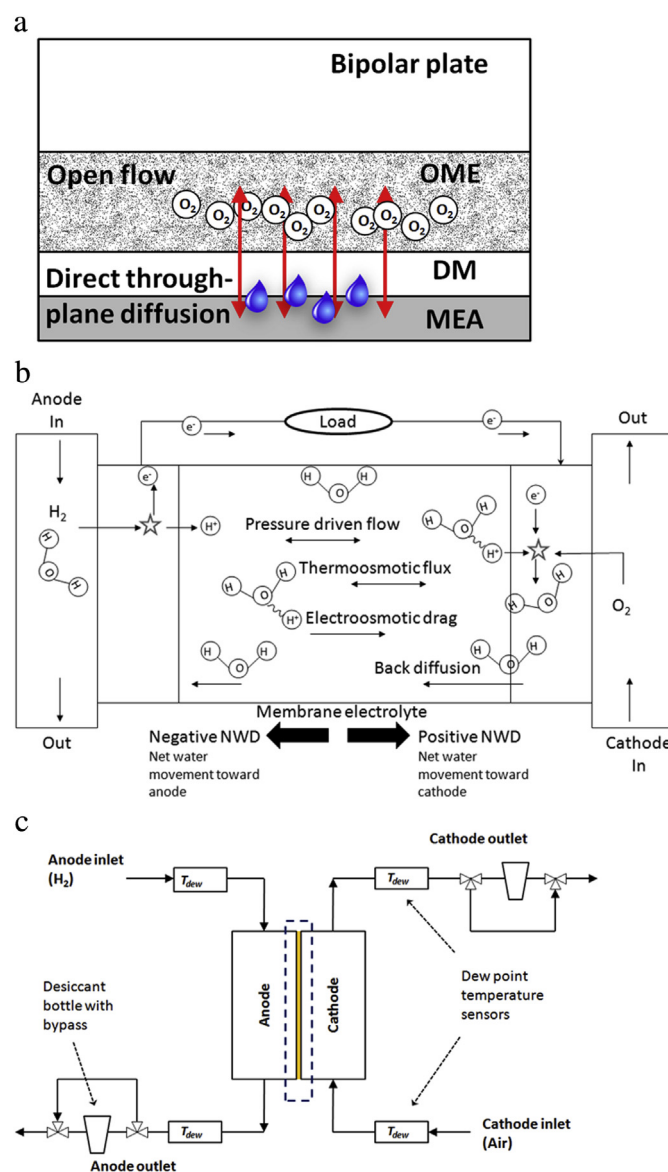 a
Bipolar plate
Open flow
OME
O2 O2 O2 O2 O2 O2 O2 O2 O2 O2
Direct through-
DM
plane diffusion
MEA
b
Anode
In
Out
e-
Load
e-
H2
H+
H O H
H O H
Pressure driven flow
H O H
H+
e-
Thermoosmotic flux
H O H
H+
Electroosmotic drag
H O H
O2
H O H
Back diffusion
H O H
Membrane electrolyte
Out
Negative NWD
Positive NWD
Cathode
In
Net water
movement toward
anode
Net water
movement toward
cathode
c
Anode inlet
(H2)
Tdew
Cathode outlet
Tdew
Desiccant
bottle with
bypass
Anode
Cathode
Dew point
temperature
sensors
Tdew
Anode outlet
Tdew
Cathode inlet
(Air)